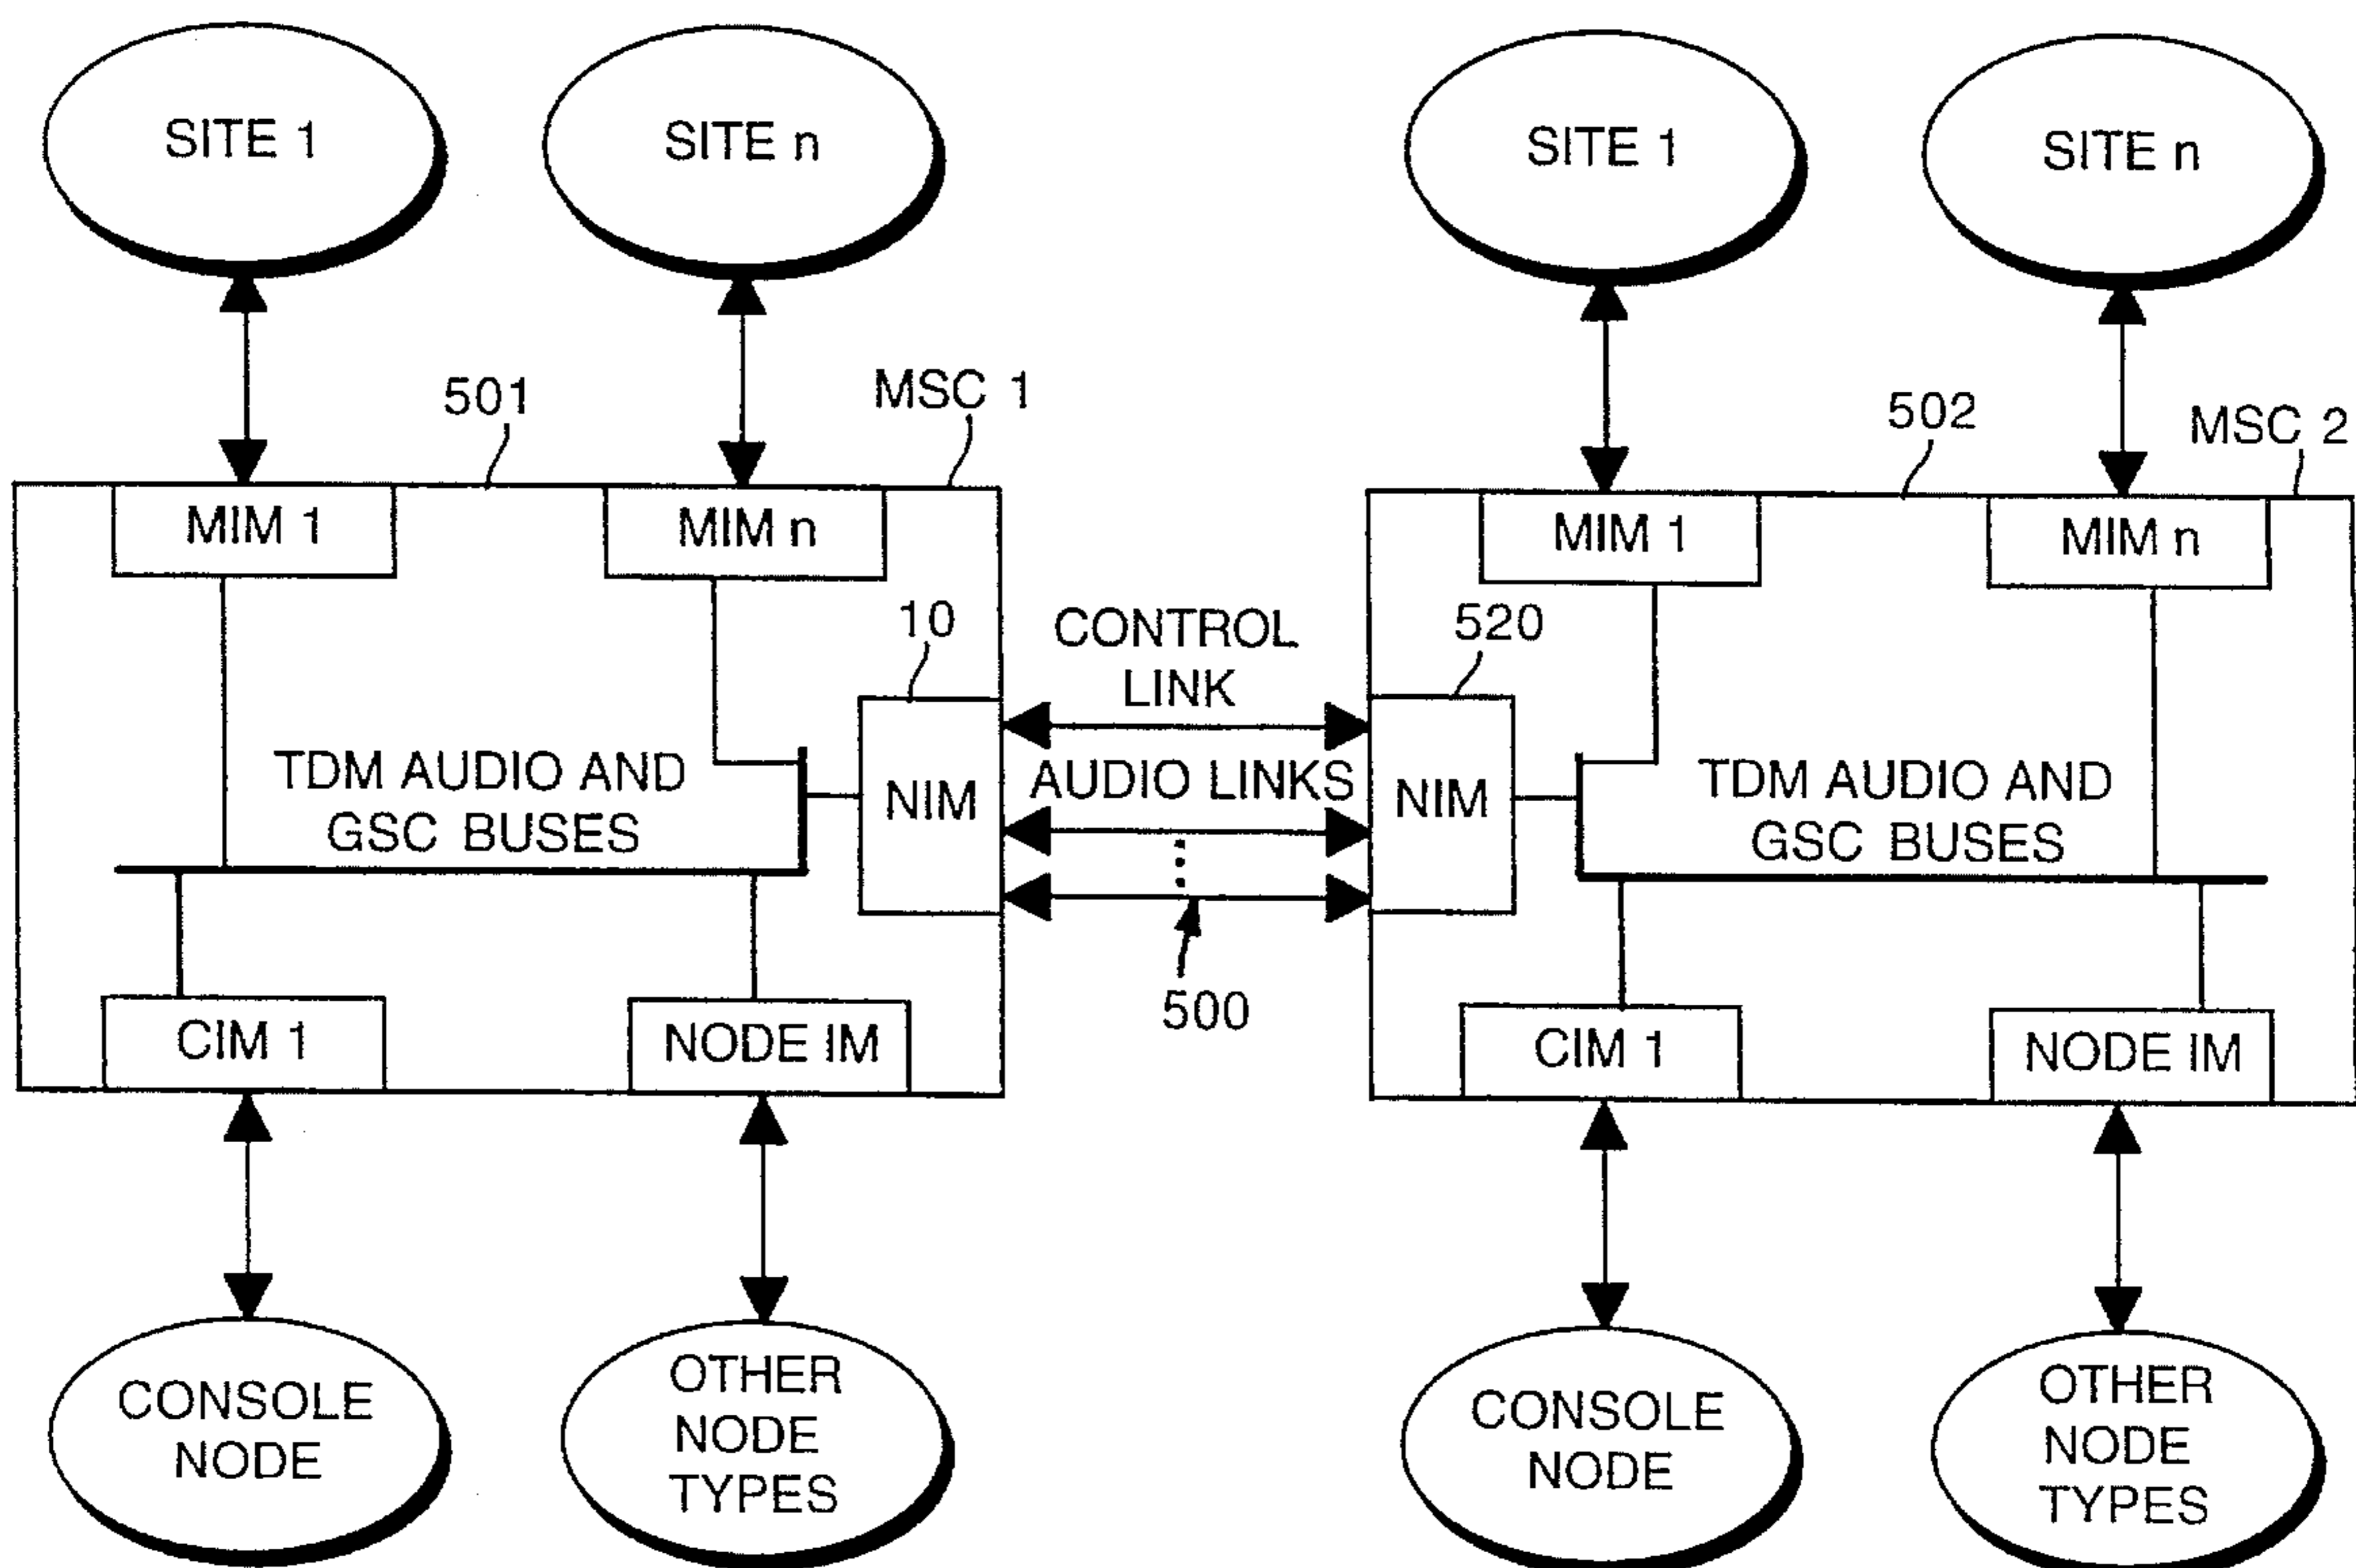 SITE 1
SITE n
SITE 1
SITE n
501
MSC 1
502
MSC 2
MIM 1
MIM n
MIM 1
MIM n
10
CONTROL
LINK
520
TDM AUDIO AND
GSC BUSES
NIM
AUDIO LINKS
NIM
TDM AUDIO AND
GSC BUSES
500
CIM 1
NODE IM
CIM 1
NODE IM
CONSOLE
NODE
OTHER
NODE
TYPES
CONSOLE
NODE
OTHER
NODE
TYPES